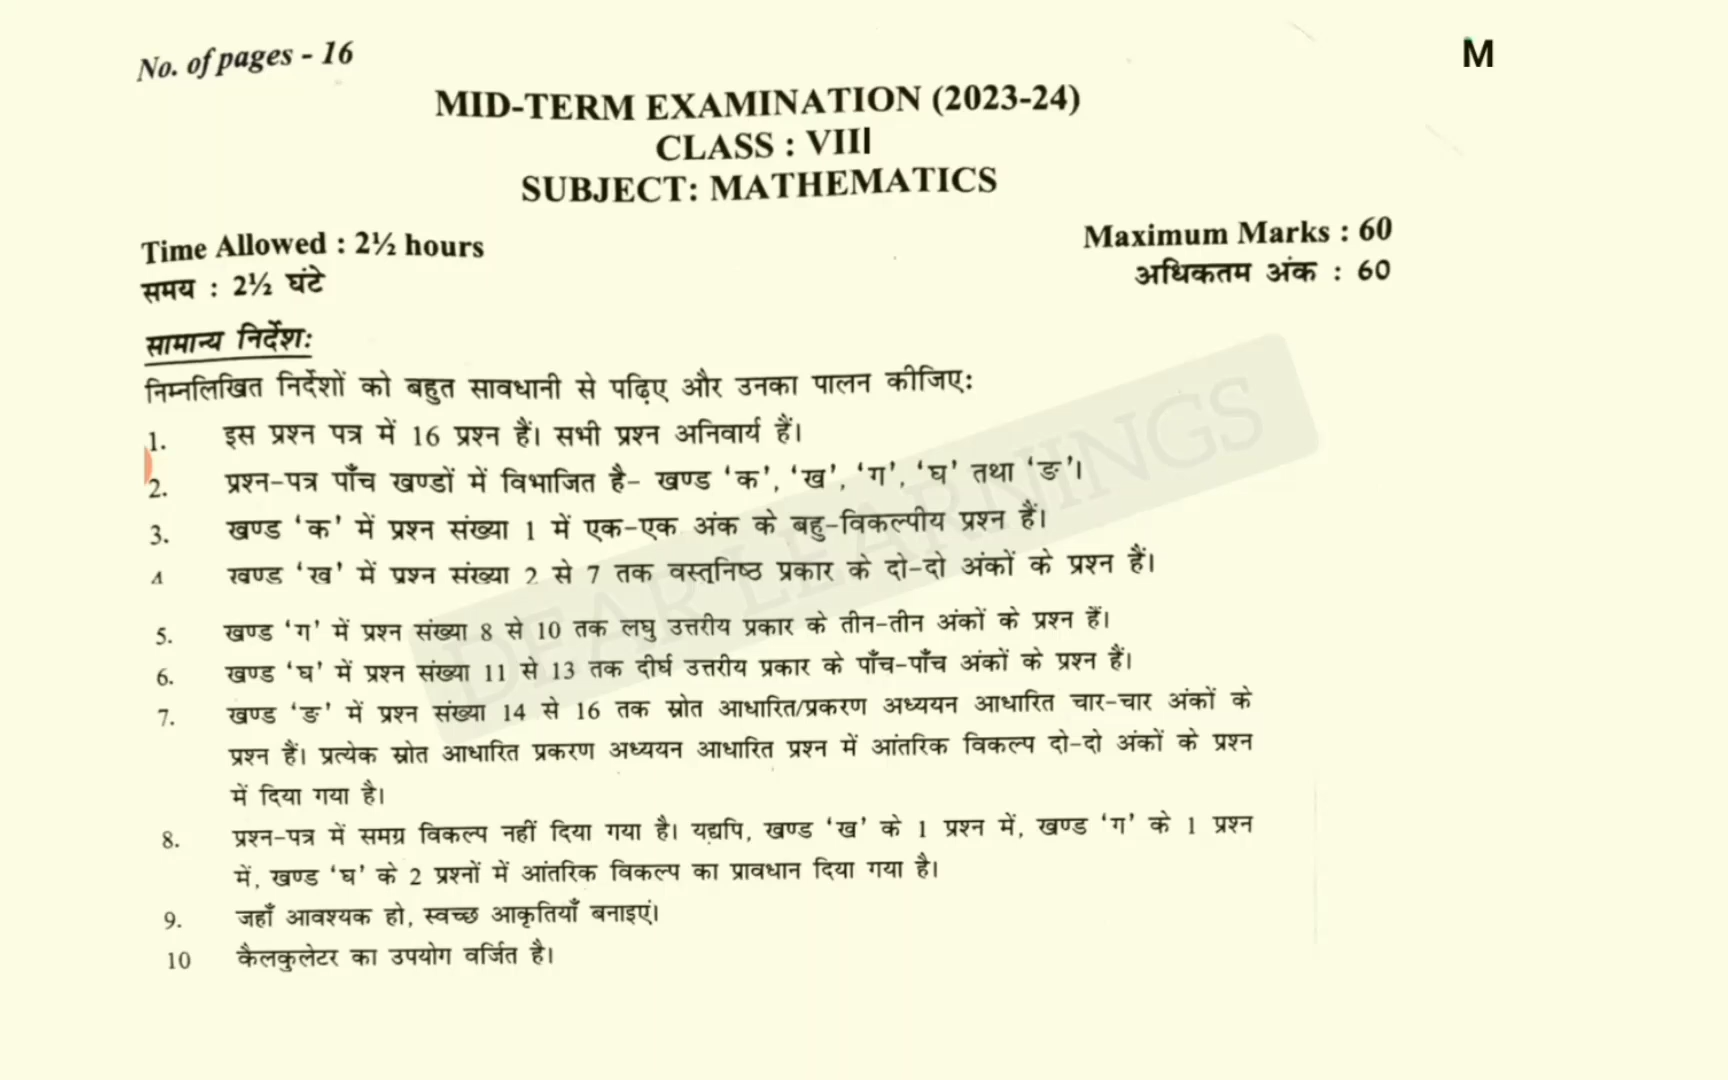 No. of pages - 16
M
MID-TERM EXAMINATION (2023-24)
CLASS : VIII
SUBJECT: MATHEMATICS
Time Allowed : 2½ hours
Maximum Marks : 60
समय : 2½ घंटे
अधिकतम अंक : 60
सामान्य निर्देश:
निम्नलिखित निर्देशों को बहुत सावधानी से पढ़िए और उनका पालन कीजिए:
1. इस प्रश्न पत्र में 16 प्रश्न हैं। सभी प्रश्न अनिवार्य हैं।
2. प्रश्न-पत्र पाँच खण्डों में विभाजित है- खण्ड 'क', 'ख', 'ग', 'घ' तथा 'ङ'।
3. खण्ड 'क' में प्रश्न संख्या 1 में एक-एक अंक के बहु-विकल्पीय प्रश्न हैं।
4 खण्ड 'ख' में प्रश्न संख्या 2 से 7 तक वस्तुनिष्ठ प्रकार के दो-दो अंकों के प्रश्न हैं।
5. खण्ड 'ग' में प्रश्न संख्या 8 से 10 तक लघु उत्तरीय प्रकार के तीन-तीन अंकों के प्रश्न हैं।
6. खण्ड 'घ' में प्रश्न संख्या 11 से 13 तक दीर्घ उत्तरीय प्रकार के पाँच-पाँच अंकों के प्रश्न हैं।
7. खण्ड 'ङ' में प्रश्न संख्या 14 से 16 तक स्रोत आधारित/प्रकरण अध्ययन आधारित चार-चार अंकों के
प्रश्न हैं। प्रत्येक स्रोत आधारित प्रकरण अध्ययन आधारित प्रश्न में आंतरिक विकल्प दो-दो अंकों के प्रश्न
में दिया गया है।
8. प्रश्न-पत्र में समग्र विकल्प नहीं दिया गया है। यद्यपि, खण्ड 'ख' के 1 प्रश्न में, खण्ड 'ग' के 1 प्रश्न
में, खण्ड 'घ' के 2 प्रश्नों में आंतरिक विकल्प का प्रावधान दिया गया है।
9. जहाँ आवश्यक हो, स्वच्छ आकृतियाँ बनाइएं।
10 कैलकुलेटर का उपयोग वर्जित है।
DEAR LEARNINGS